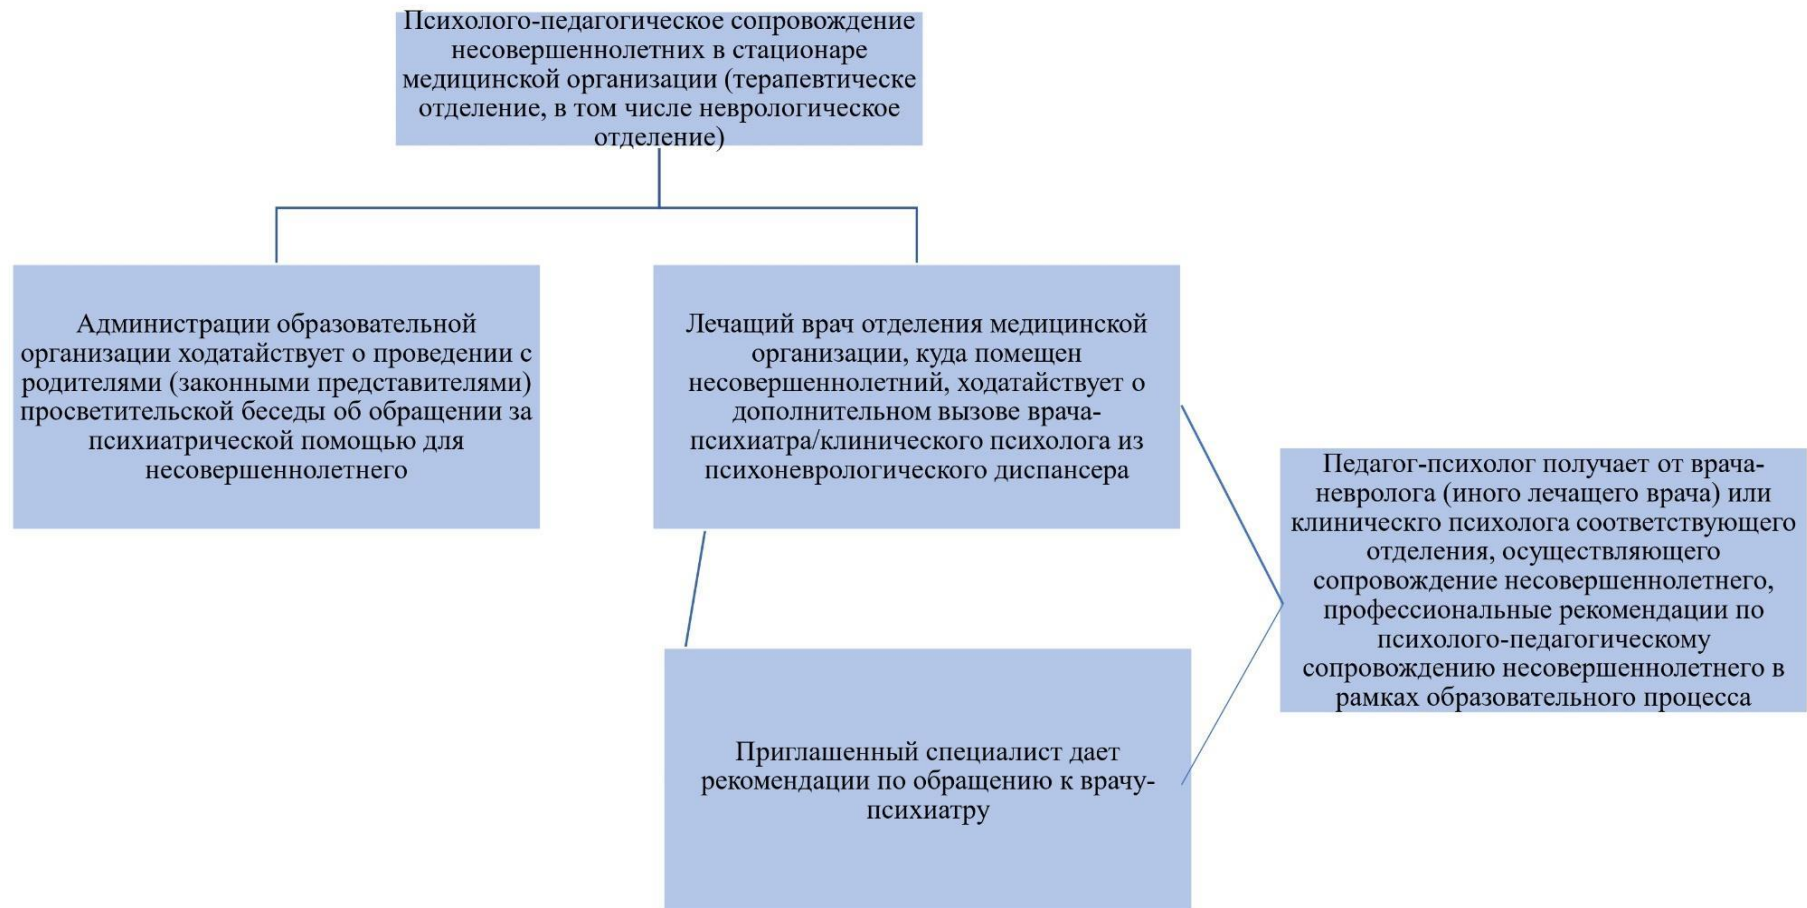 Психолого-педагогическое сопровождение
несовершеннолетних в стационаре
медицинской организации (терапевтическе
отделение, в том числе неврологическое
отделение)
Администрации образовательной
организации ходатайствует о проведении с
родителями (законными представителями)
просветительской беседы об обращении за
психиатрической помощью для
несовершеннолетнего
Лечащий врач отделения медицинской
организации, куда помещен
несовершеннолетний, ходатайствует о
дополнительном вызове врача-
психиатра/клинического психолога из
психоневрологического диспансера
Педагог-психолог получает от врача-
невролога (иного лечащего врача) или
клиническго психолога соответствующего
отделения, осуществляющего
сопровождение несовершеннолетнего,
профессиональные рекомендации по
психолого-педагогическому
сопровождению несовершеннолетнего в
рамках образовательного процесса
Приглашенный специалист дает
рекомендации по обращению к врачу-
психиатру